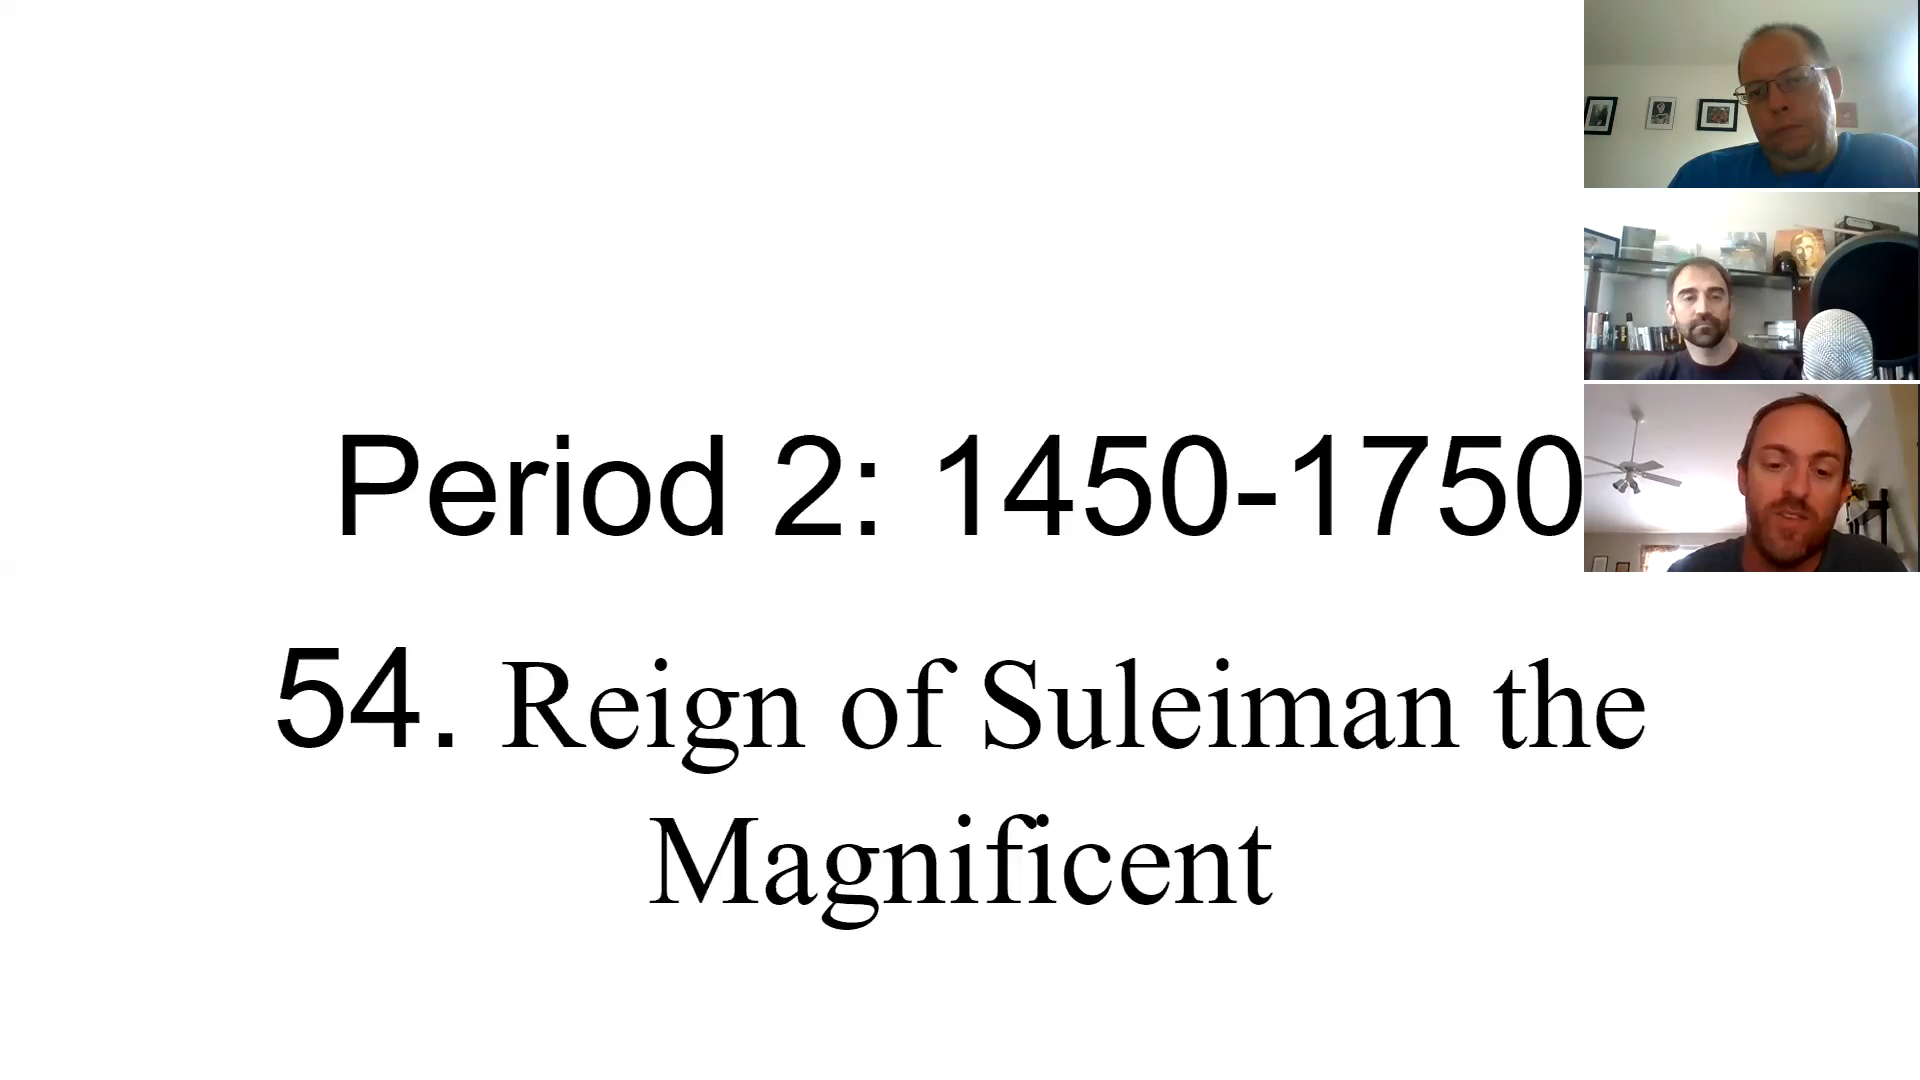 Period 2: 1450-1750
54. Reign of Suleiman the
Magnificent